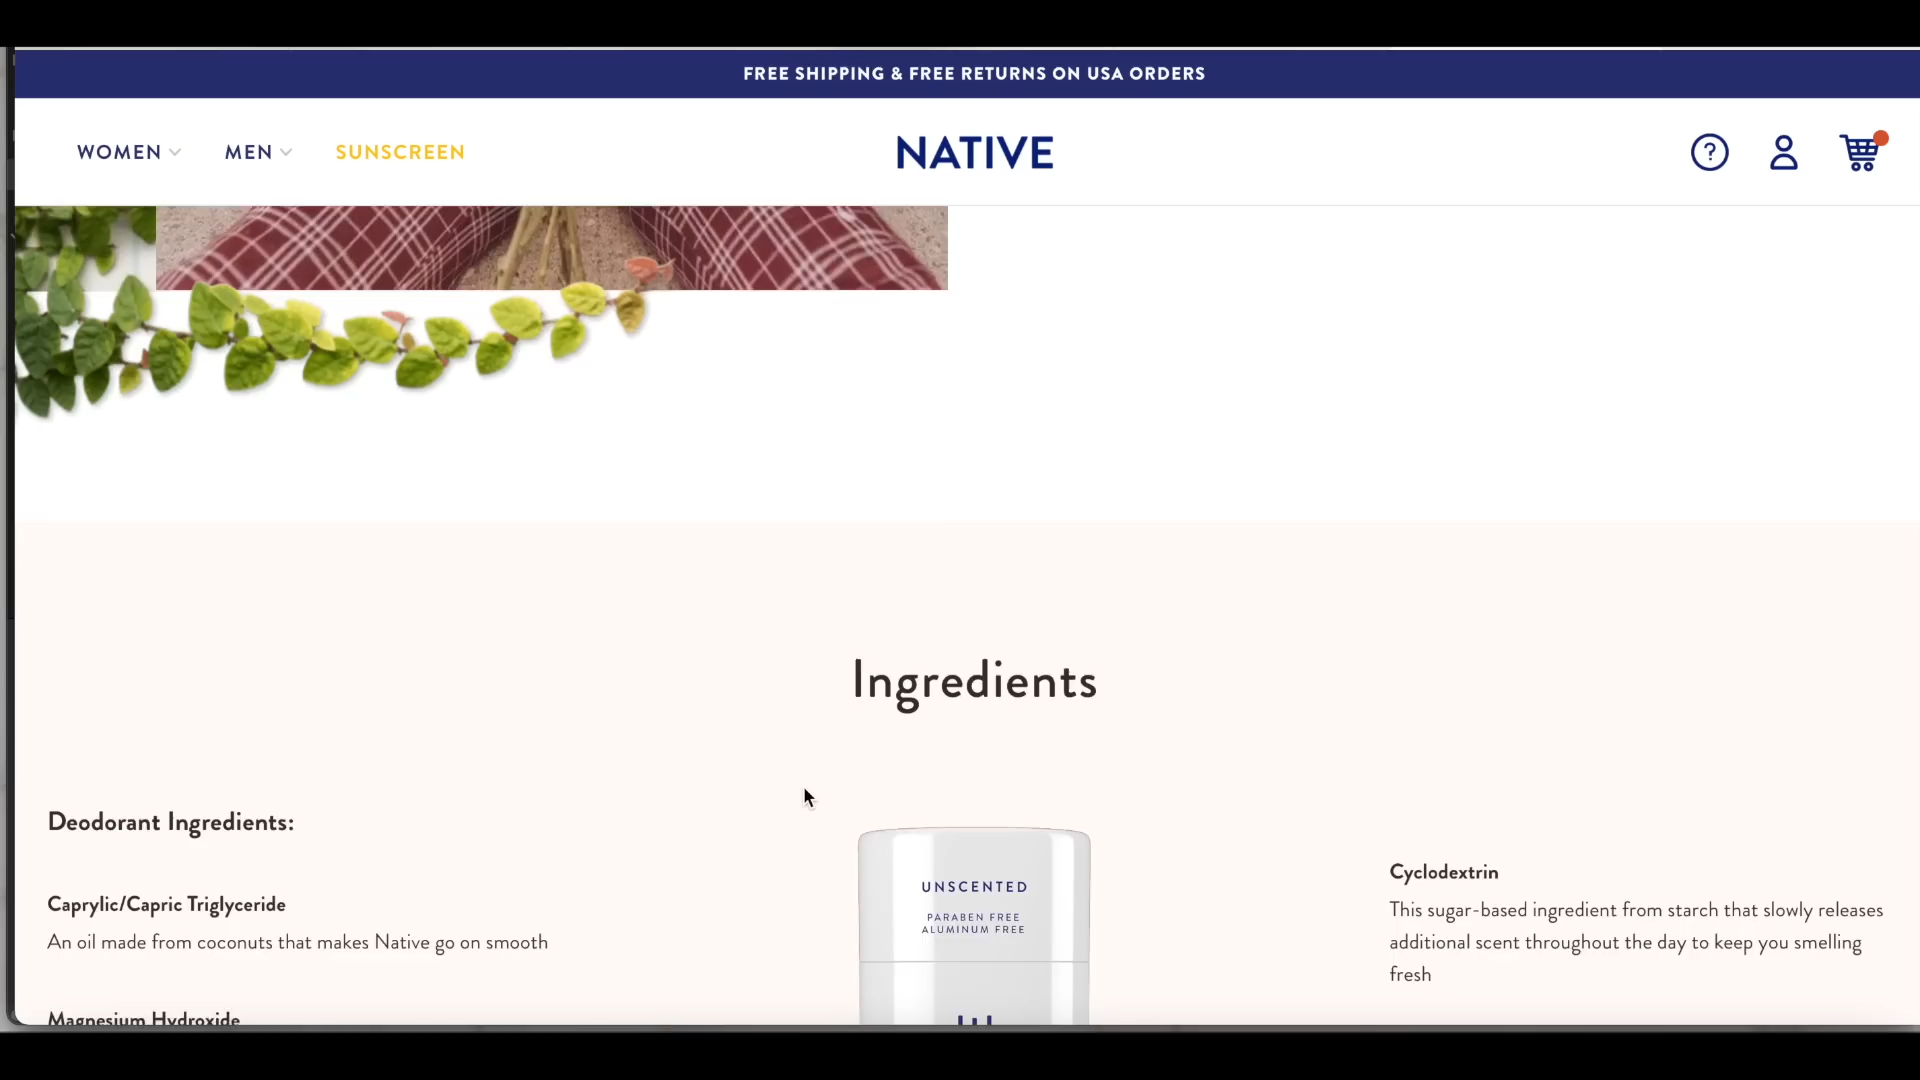 FREE SHIPPING & FREE RETURNS ON USA ORDERS
WOMEN
MEN
SUNSCREEN
NATIVE
Ingredients
Deodorant Ingredients:
Caprylic/Capric Triglyceride
An oil made from coconuts that makes Native go on smooth
Magnesium Hydroxide
UNSCENTED
PARABEN FREE
ALUMINUM FREE
Cyclodextrin
This sugar-based ingredient from starch that slowly releases
additional scent throughout the day to keep you smelling
fresh